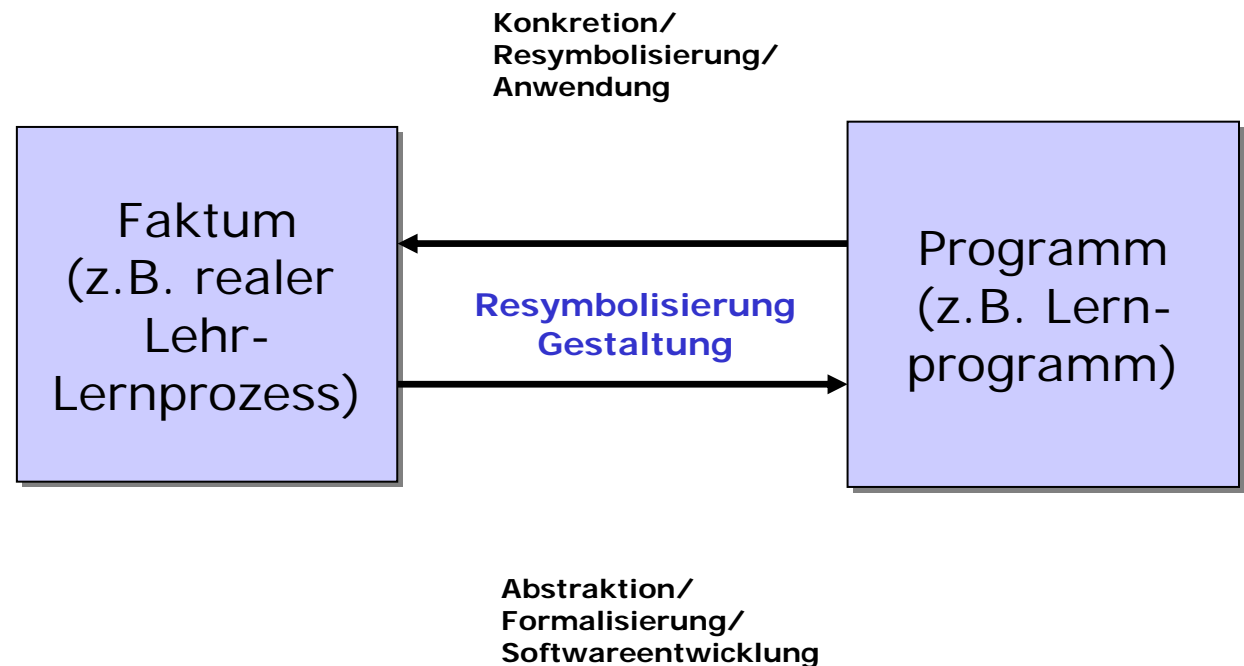 Konkretion/
Resymbolisierung/
Anwendung
Faktum
(z.B. realer
Lehr-
Lernprozess)
Resymbolisierung
Gestaltung
Programm
(z.B. Lern-
programm)
Abstraktion/
Formalisierung/
Softwareentwicklung